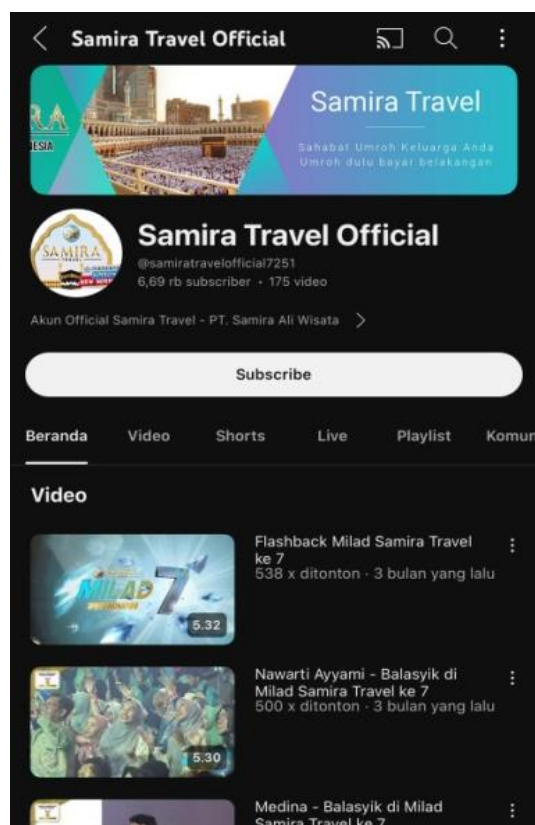 Samira Travel Official
RA
NESIA
Samira Travel
Sahabat Umroh Keluarga Anda
Umroh dulu bayar belakangan
SAMIRA
TRAVEL
Samira Travel Official
@samiratravelofficial7251
6,69 rb subscriber • 175 video
Akun Official Samira Travel - PT. Samira Ali Wisata
Subscribe
Beranda Video Shorts Live Playlist Komun
Video
Flashback Milad Samira Travel
ke 7
538 x ditonton · 3 bulan yang lalu
MILAD 7
5.32
Nawarti Ayyami - Balasyik di
Milad Samira Travel ke 7
500 x ditonton · 3 bulan yang lalu
5.30
Medina - Balasyik di Milad
Samira Travel ke 7